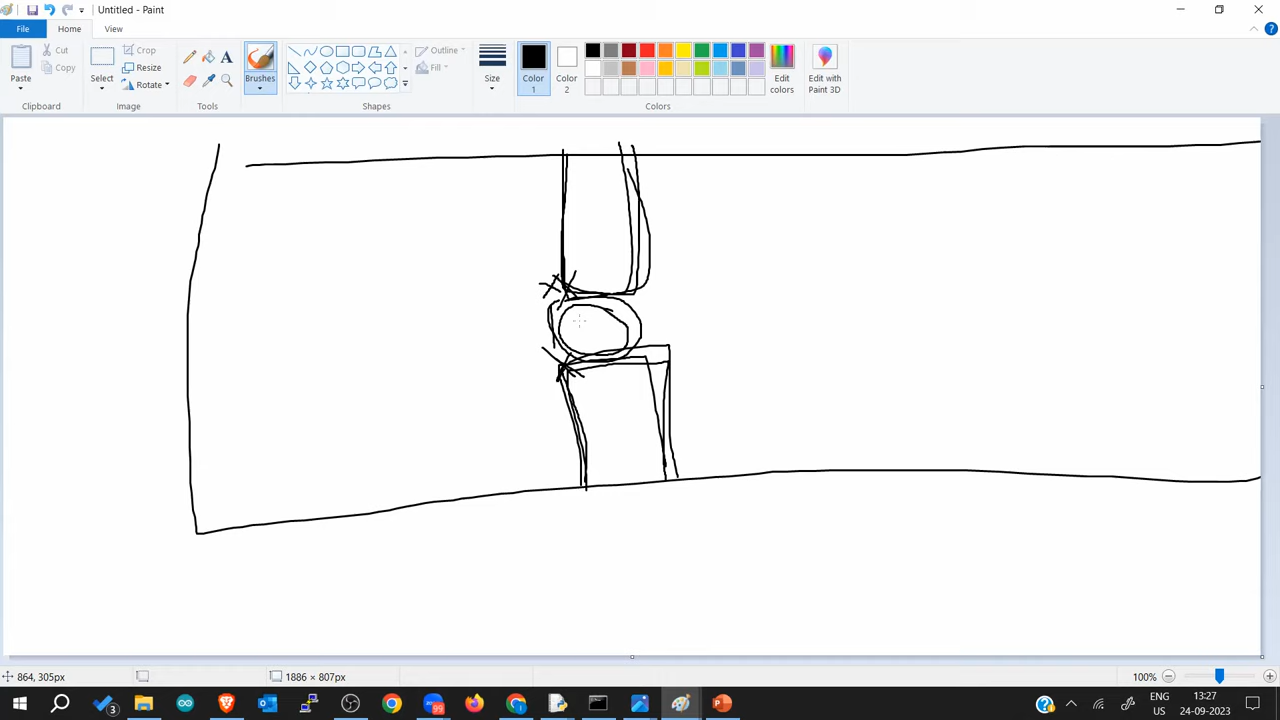 Untitled - Paint
File
Home
View
Paste
Cut
Copy
Clipboard
Select
Crop
Resize
Rotate
Image
A
Tools
Brushes
Outline
Fill
Shapes
Size
Color
1
Color
2
Edit
colors
Colors
Edit with
Paint 3D
864, 305px
1886 × 807px
100%
3
99
ENG
US
13:27
24-09-2023